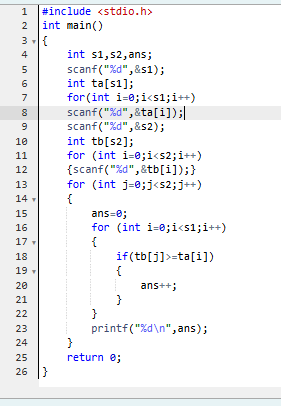 1 #include <stdio.h>
2 int main()
3 {
4 int s1,s2,ans;
5 scanf("%d",&s1);
6 int ta[s1];
7 for(int i=0;i<s1;i++)
8 scanf("%d",&ta[i]);
9 scanf("%d",&s2);
10 int tb[s2];
11 for (int i=0;i<s2;i++)
12 {scanf("%d",&tb[i]);}
13 for (int j=0;j<s2;j++)
14 {
15 ans=0;
16 for (int i=0;i<s1;i++)
17 {
18 if(tb[j]>=ta[i])
19 {
20 ans++;
21 }
22 }
23 printf("%d\n",ans);
24 }
25 return 0;
26 }